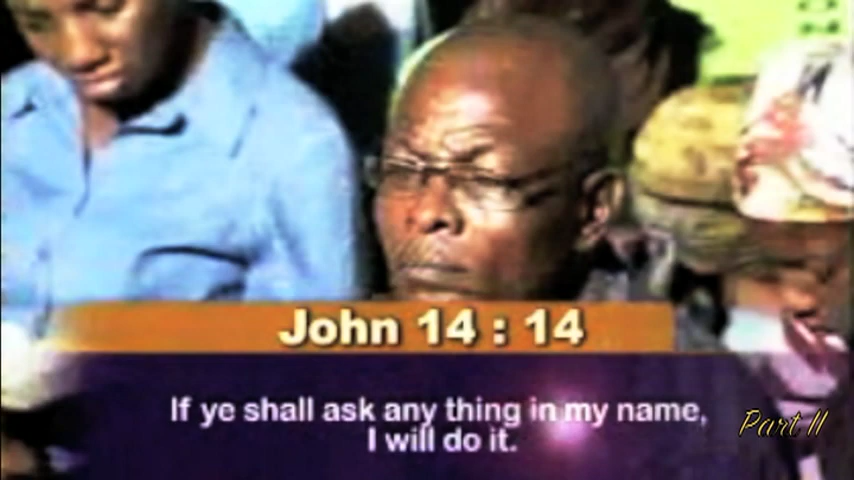 John 14 : 14
If ye shall ask any thing in my name,
I will do it.
Part II